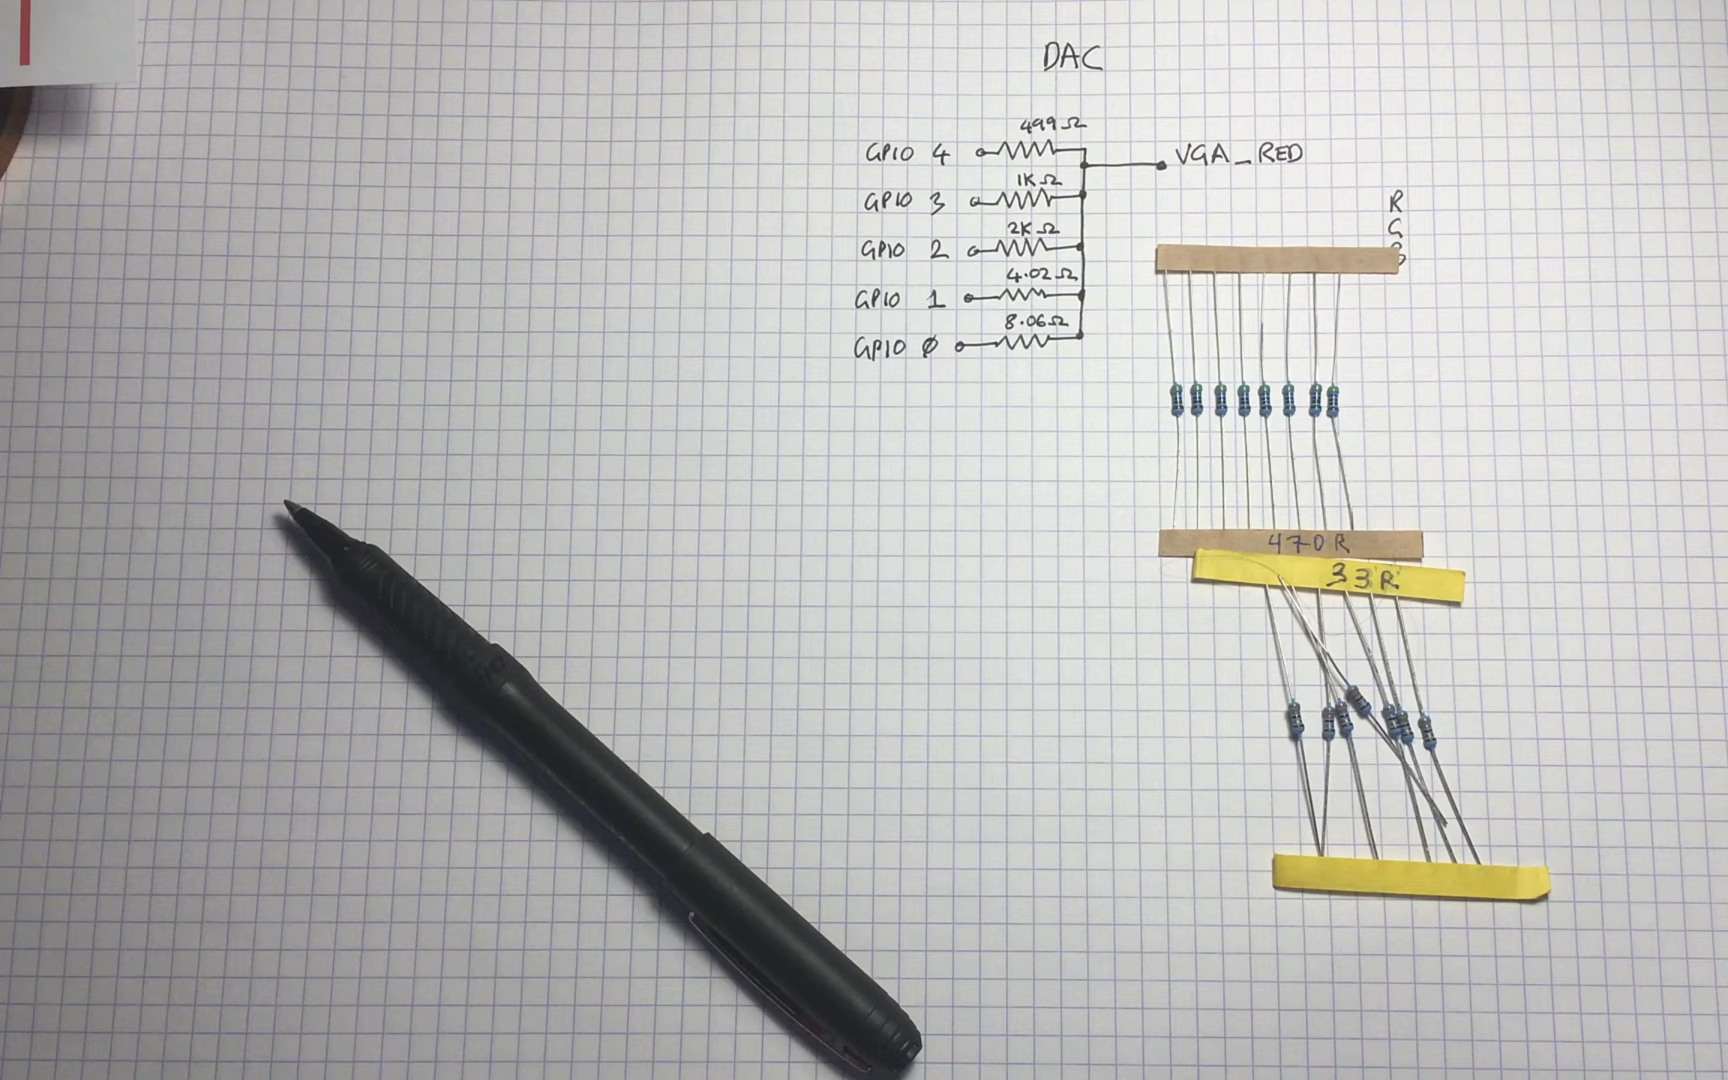 DAC
499Ω
GPIO 4
VGA_RED
1KΩ
GPIO 3
2KΩ
GPIO 2
4.02Ω
GPIO 1
8.06Ω
GPIO Ø
R
G
470R
33R